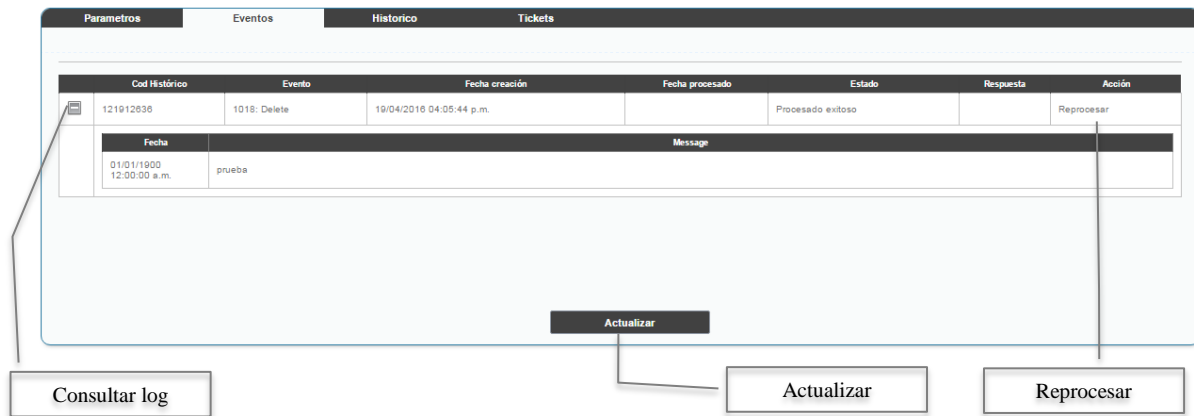 Parametros Eventos Historico Tickets
Cod Histórico Evento Fecha creación Fecha procesado Estado Respuesta Acción
121912636 1018: Delete 19/04/2016 04:05:44 p.m. Procesado exitoso Reprocesar
Fecha Message
01/01/1900
12:00:00 a.m. prueba
Actualizar
Consultar log Actualizar Reprocesar